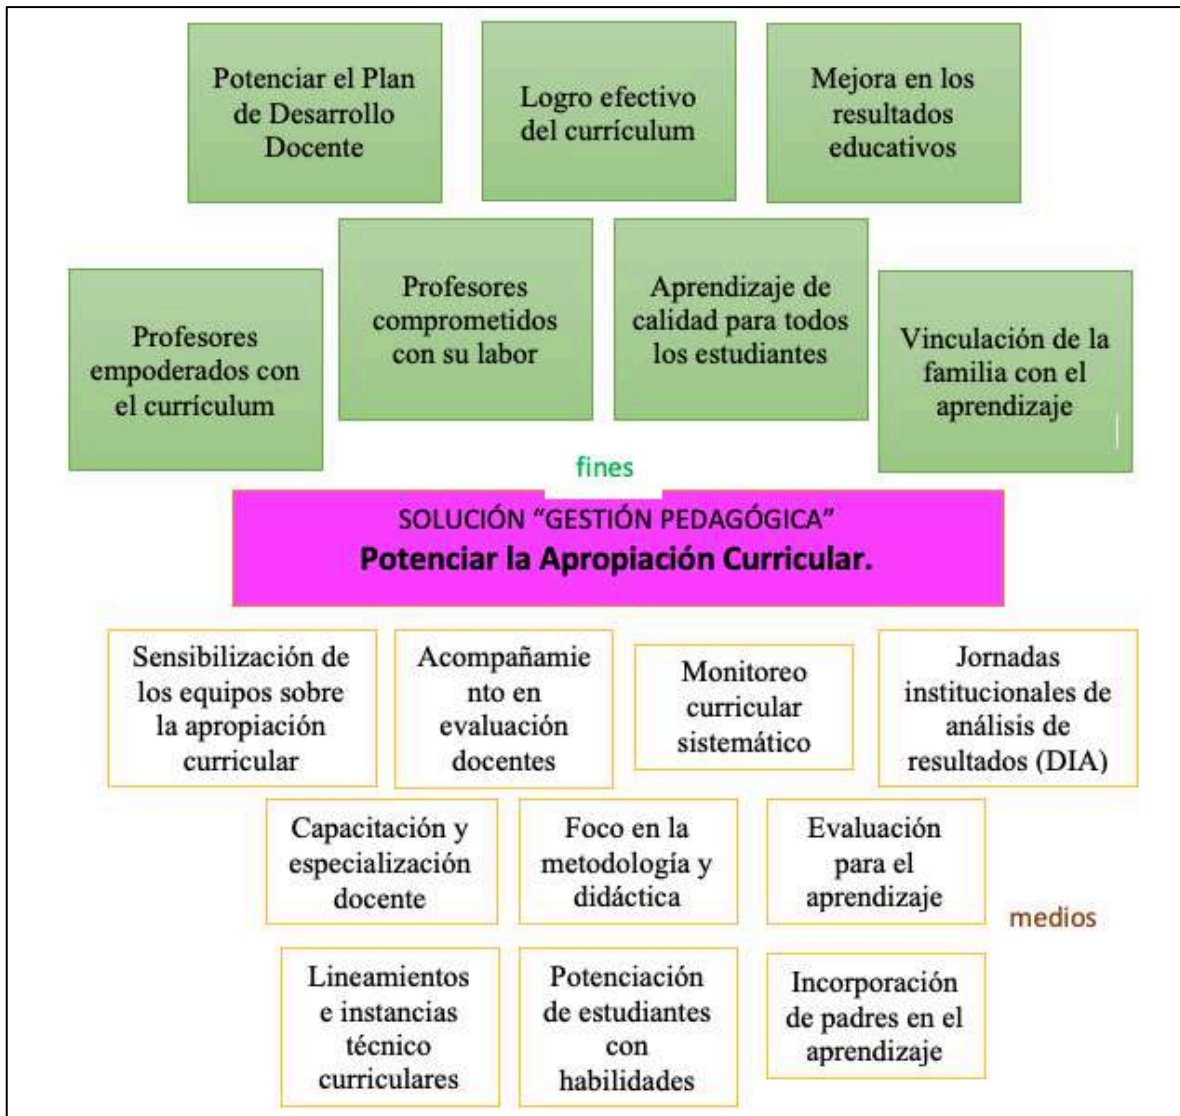 Potenciar el Plan
de Desarrollo
Docente
Logro efectivo
del currículum
Mejora en los
resultados
educativos
Profesores
empoderados con
el currículum
Profesores
comprometidos
con su labor
Aprendizaje de
calidad para todos
los estudiantes
Vinculación de la
familia con el
aprendizaje
fines
SOLUCIÓN “GESTIÓN PEDAGÓGICA”
Potenciar la Apropiación Curricular.
Sensibilización de
los equipos sobre
la apropiación
curricular
Acompañamie
nto en
evaluación
docentes
Monitoreo
curricular
sistemático
Jornadas
institucionales de
análisis de
resultados (DIA)
Capacitación y
especialización
docente
Foco en la
metodología y
didáctica
Evaluación
para el
aprendizaje
medios
Lineamientos
e instancias
técnico
curriculares
Potenciación
de estudiantes
con
habilidades
Incorporación
de padres en el
aprendizaje